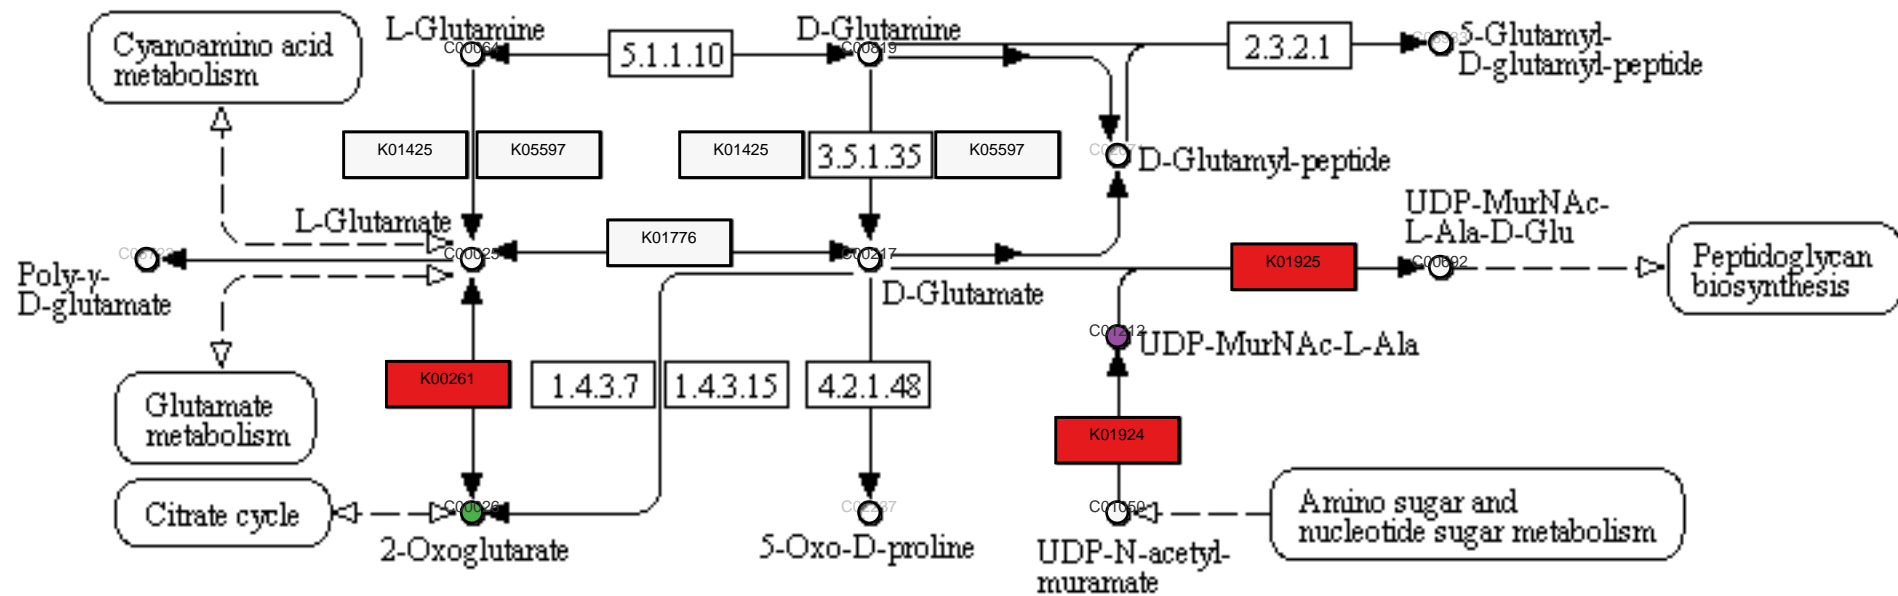 Cyanoamino acid
metabolism
L-Glutamine
C00064
5.1.1.10
D-Glutamine
C00819
2.3.2.1
5-Glutamyl-
D-glutamyl-peptide
K01425
K05597
K01425
3.5.1.35
K05597
D-Glutamyl-peptide
L-Glutamate
C00025
K01776
C00217
D-Glutamate
UDP-MurNAc-
L-Ala-D-Glu
K01925
C00692
Peptidoglycan
biosynthesis
Poly-γ-
D-glutamate
C01212
UDP-MurNAc-L-Ala
K00261
1.4.3.7
1.4.3.15
4.2.1.48
Glutamate
metabolism
K01924
Citrate cycle
C00026
2-Oxoglutarate
C02237
5-Oxo-D-proline
C01050
UDP-N-acetyl-
muramate
Amino sugar and
nucleotide sugar metabolism